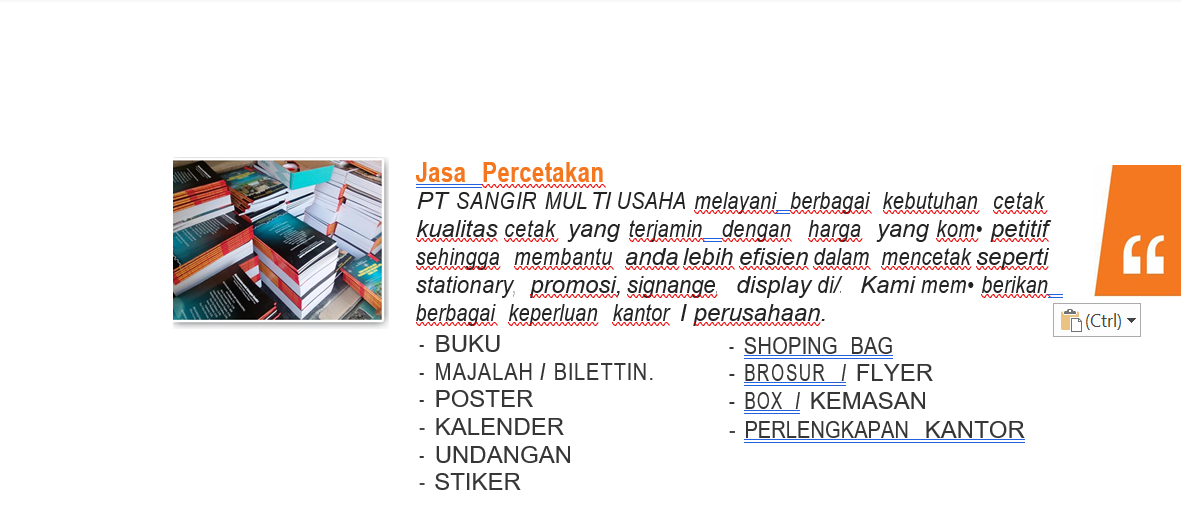 Jasa Percetakan
PT SANGIR MULTI USAHA melayani berbagai kebutuhan cetak
kualitas cetak yang terjamin dengan harga yang kom• petitif
sehingga membantu anda lebih efisien dalam mencetak seperti
stationary, promosi, signange, display di/. Kami mem• berikan
berbagai keperluan kantor I perusahaan.
- BUKU
- MAJALAH I BILETTIN.
- POSTER
- KALENDER
- UNDANGAN
- STIKER
- SHOPING BAG
- BROSUR I FLYER
- BOX I KEMASAN
- PERLENGKAPAN KANTOR
“
(Ctrl)